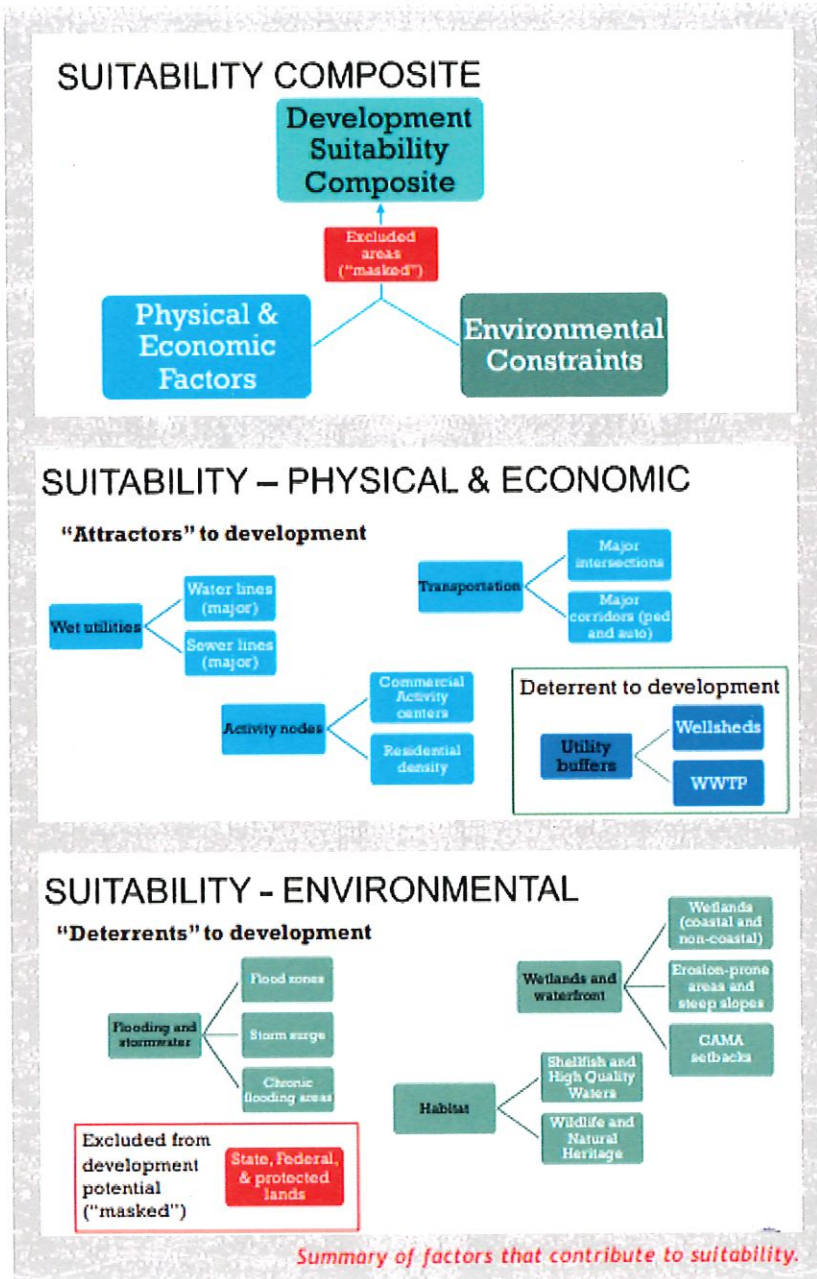 SUITABILITY COMPOSITE
Development
Suitability
Composite
Excluded
areas
("masked")
Physical &
Economic
Factors
Environmental
Constraints
SUITABILITY – PHYSICAL & ECONOMIC
"Attractors" to development
Wet utilities
Water lines
(major)
Sewer lines
(major)
Transportation
Major
intersections
Major
corridors (ped
and auto)
Activity nodes
Commercial
Activity
centers
Residential
density
Deterrent to development
Utility
buffers
Wellsheds
WWTP
SUITABILITY - ENVIRONMENTAL
"Deterrents" to development
Flooding and
stormwater
Flood zones
Storm surge
Chronic
flooding areas
Wetlands and
waterfront
Wetlands
(coastal and
non-coastal)
Erosion-prone
areas and
steep slopes
CAMA
setbacks
Habitat
Shellfish and
High Quality
Waters
Wildlife and
Natural
Heritage
Excluded from
development
potential
("masked")
State, Federal,
& protected
lands
Summary of factors that contribute to suitability.